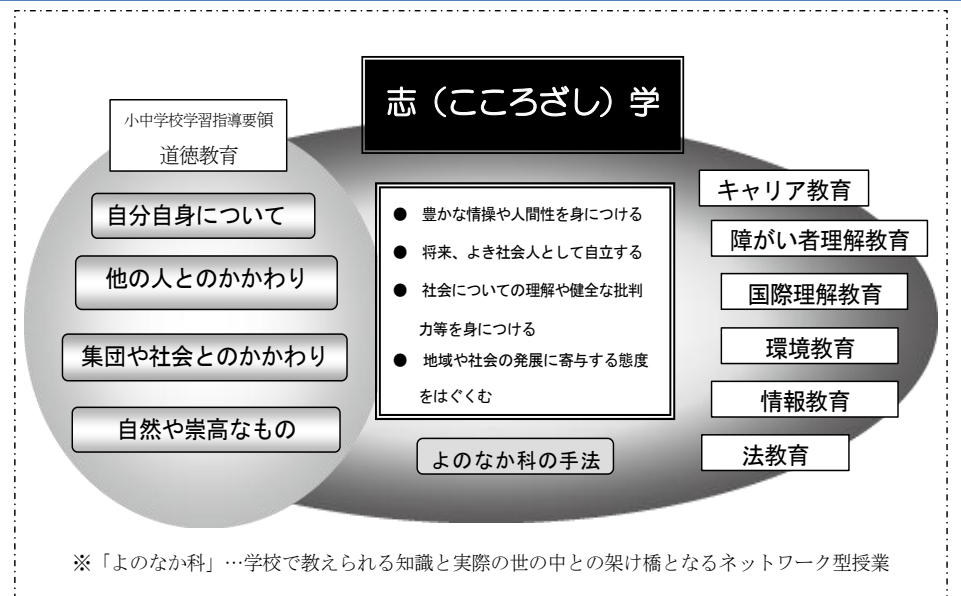 志（こころざし）学
小中学校学習指導要領
道徳教育
自分自身について
他の人とのかかわり
集団や社会とのかかわり
自然や崇高なもの
● 豊かな情操や人間性を身につける
● 将来、よき社会人として自立する
● 社会についての理解や健全な批判
力等を身につける
● 地域や社会の発展に寄与する態度
をはぐくむ
よのなか科の手法
キャリア教育
障がい者理解教育
国際理解教育
環境教育
情報教育
法教育
※「よのなか科」…学校で教えられる知識と実際の世の中との架け橋となるネットワーク型授業